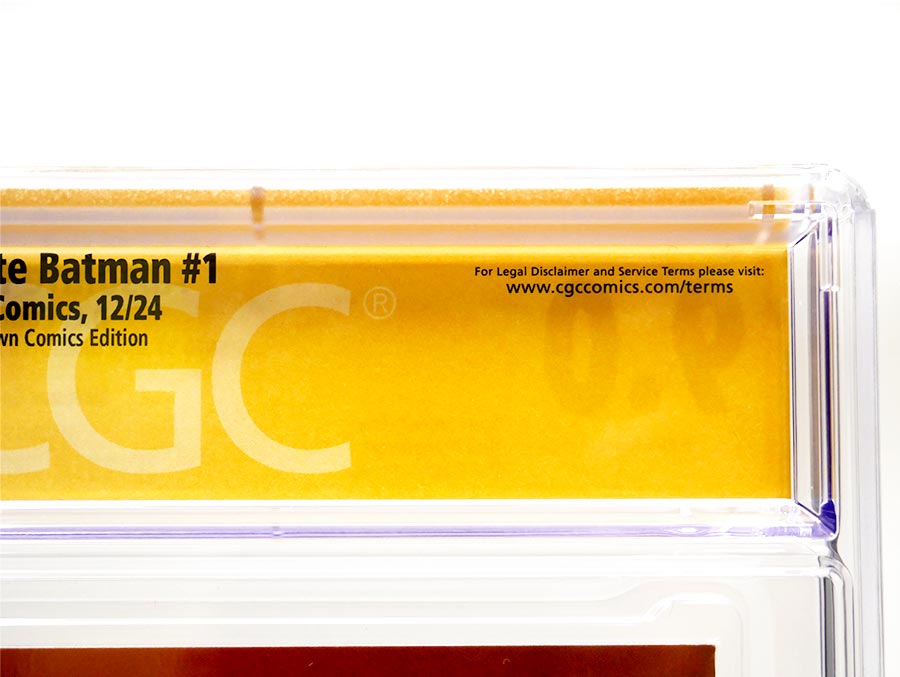 te Batman #1
Comics, 12/24
wn Comics Edition
For Legal Disclaimer and Service Terms please visit:
www.cgccomics.com/terms
CGC®